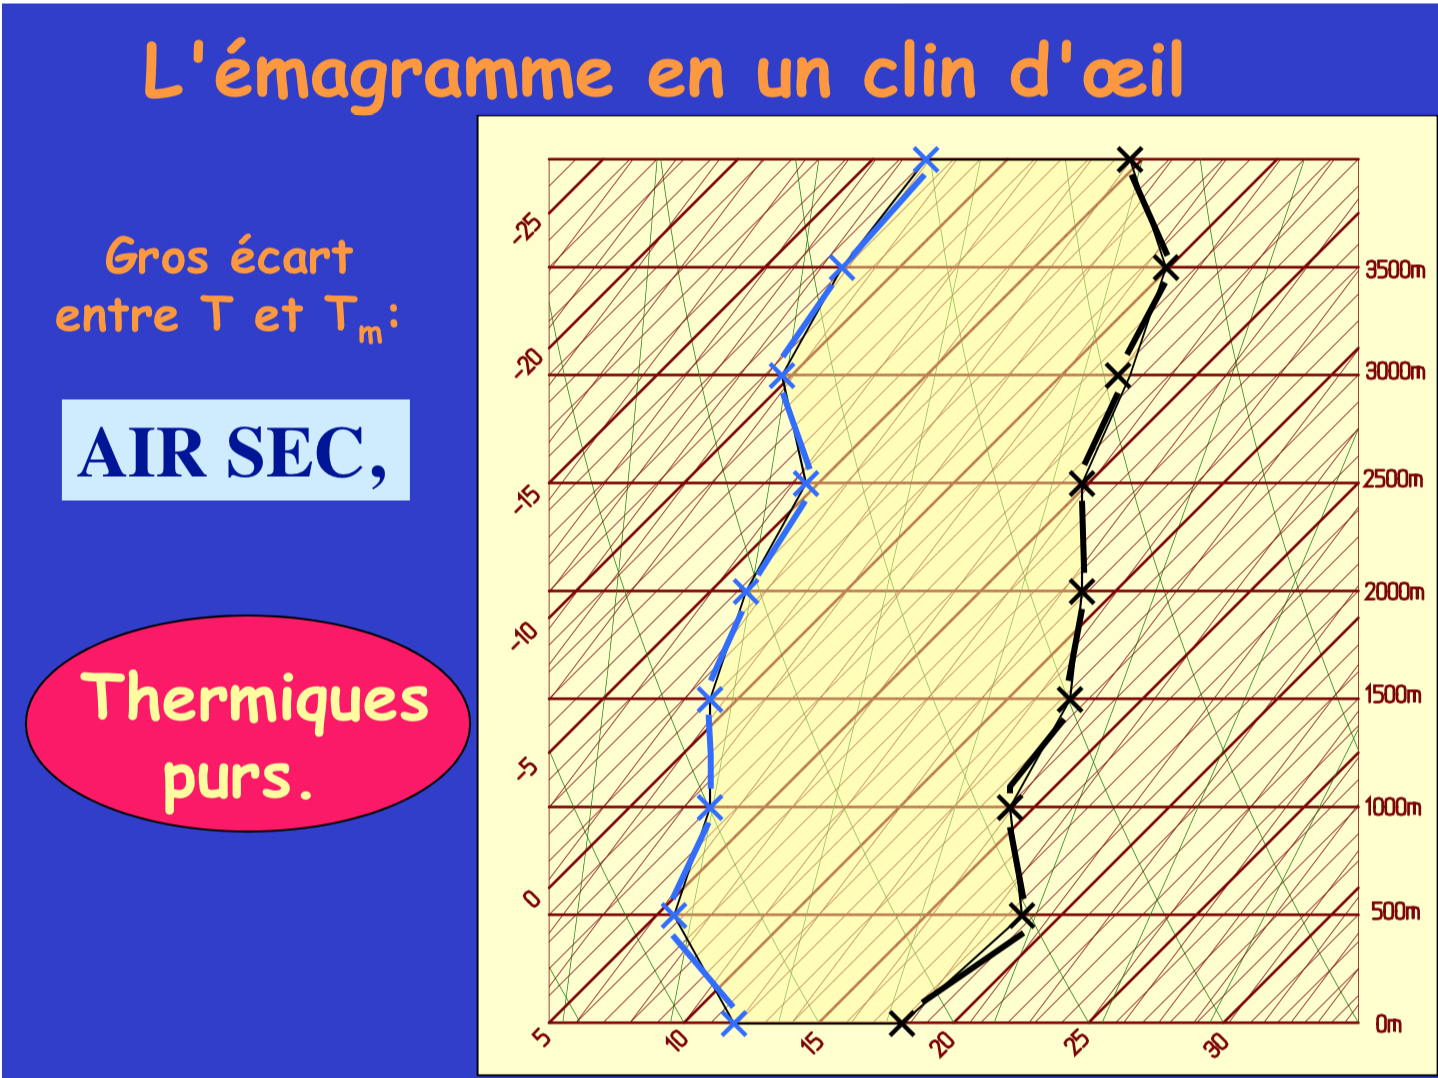 L'émagramme en un clin d'œil
Gros écart
entre T et Tm:
AIR SEC,
Thermiques
purs.
-25
-20
-15
-10
-5
0
5
10
15
20
25
30
3500m
3000m
2500m
2000m
1500m
1000m
500m
0m